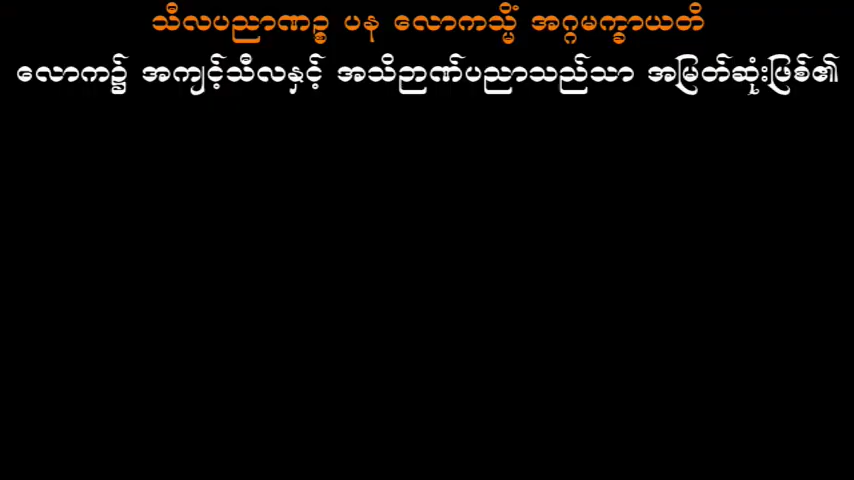 သီလပညာဏဉ္စ ပန လောကသ္မိံ အဂ္ဂမက္ခာယတိ
လောက၌ အကျင့်သီလနှင့် အသိဉာဏ်ပညာသည်သာ အမြတ်ဆုံးဖြစ်၏